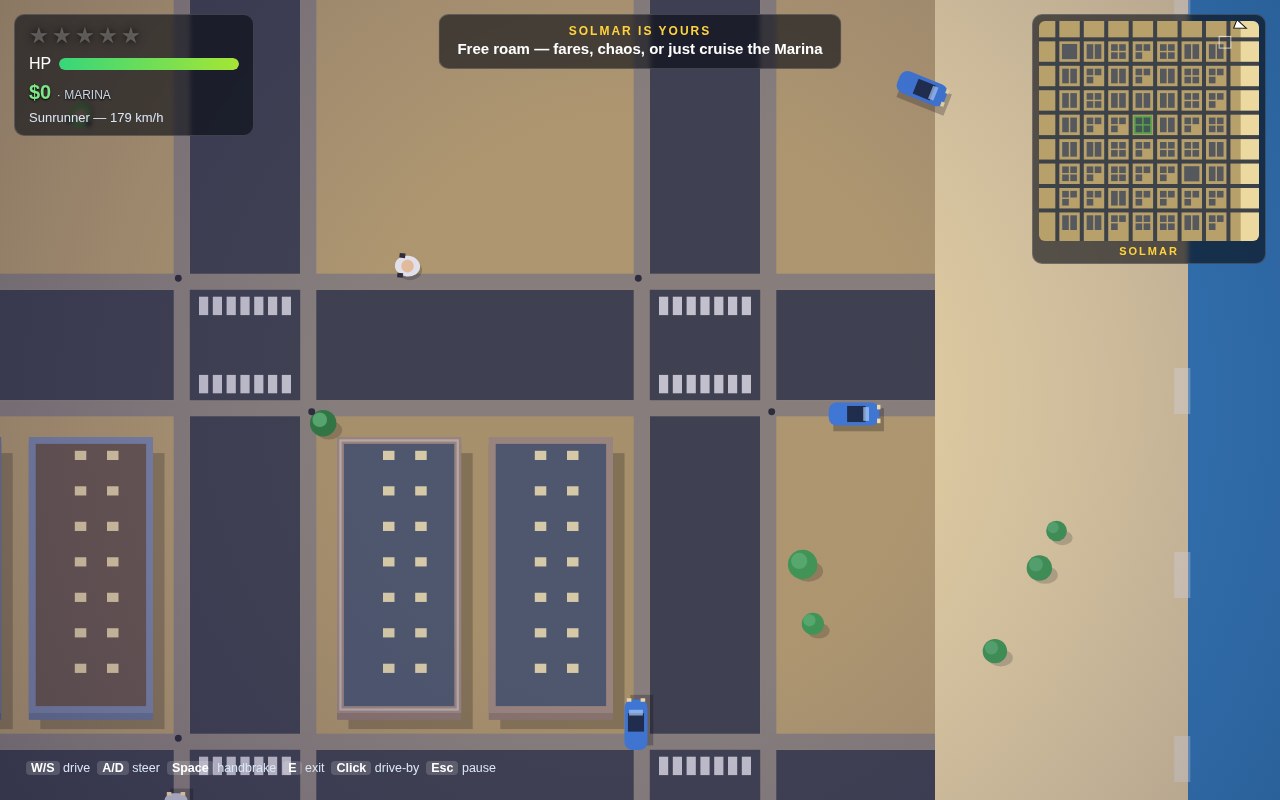 ★★★★★
SOLMAR IS YOURS
Free roam — fares, chaos, or just cruise the Marina
HP
$0 · MARINA
Sunrunner — 179 km/h
SOLMAR
W/S drive A/D steer Space handbrake E exit Click drive-by Esc pause